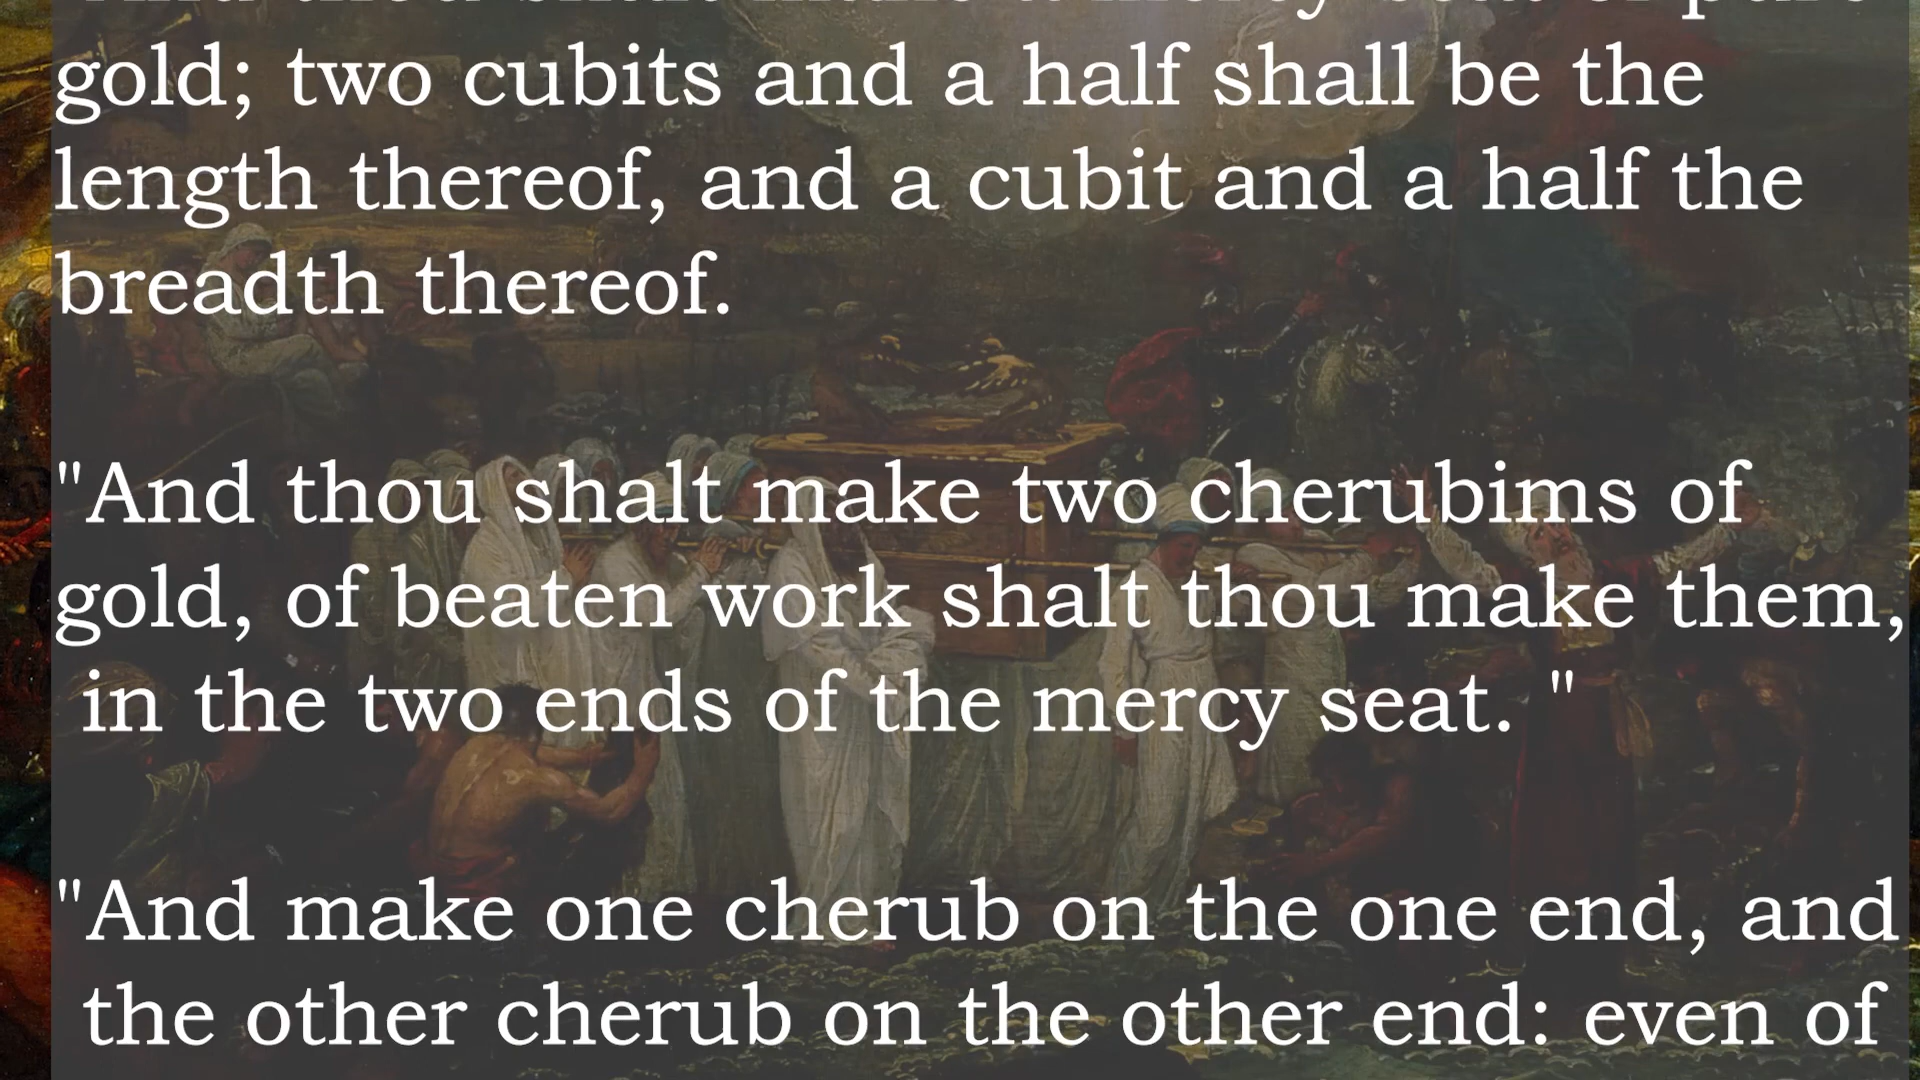 gold; two cubits and a half shall be the
length thereof, and a cubit and a half the
breadth thereof.
"And thou shalt make two cherubims of
gold, of beaten work shalt thou make them,
in the two ends of the mercy seat. "
"And make one cherub on the one end, and
the other cherub on the other end: even of